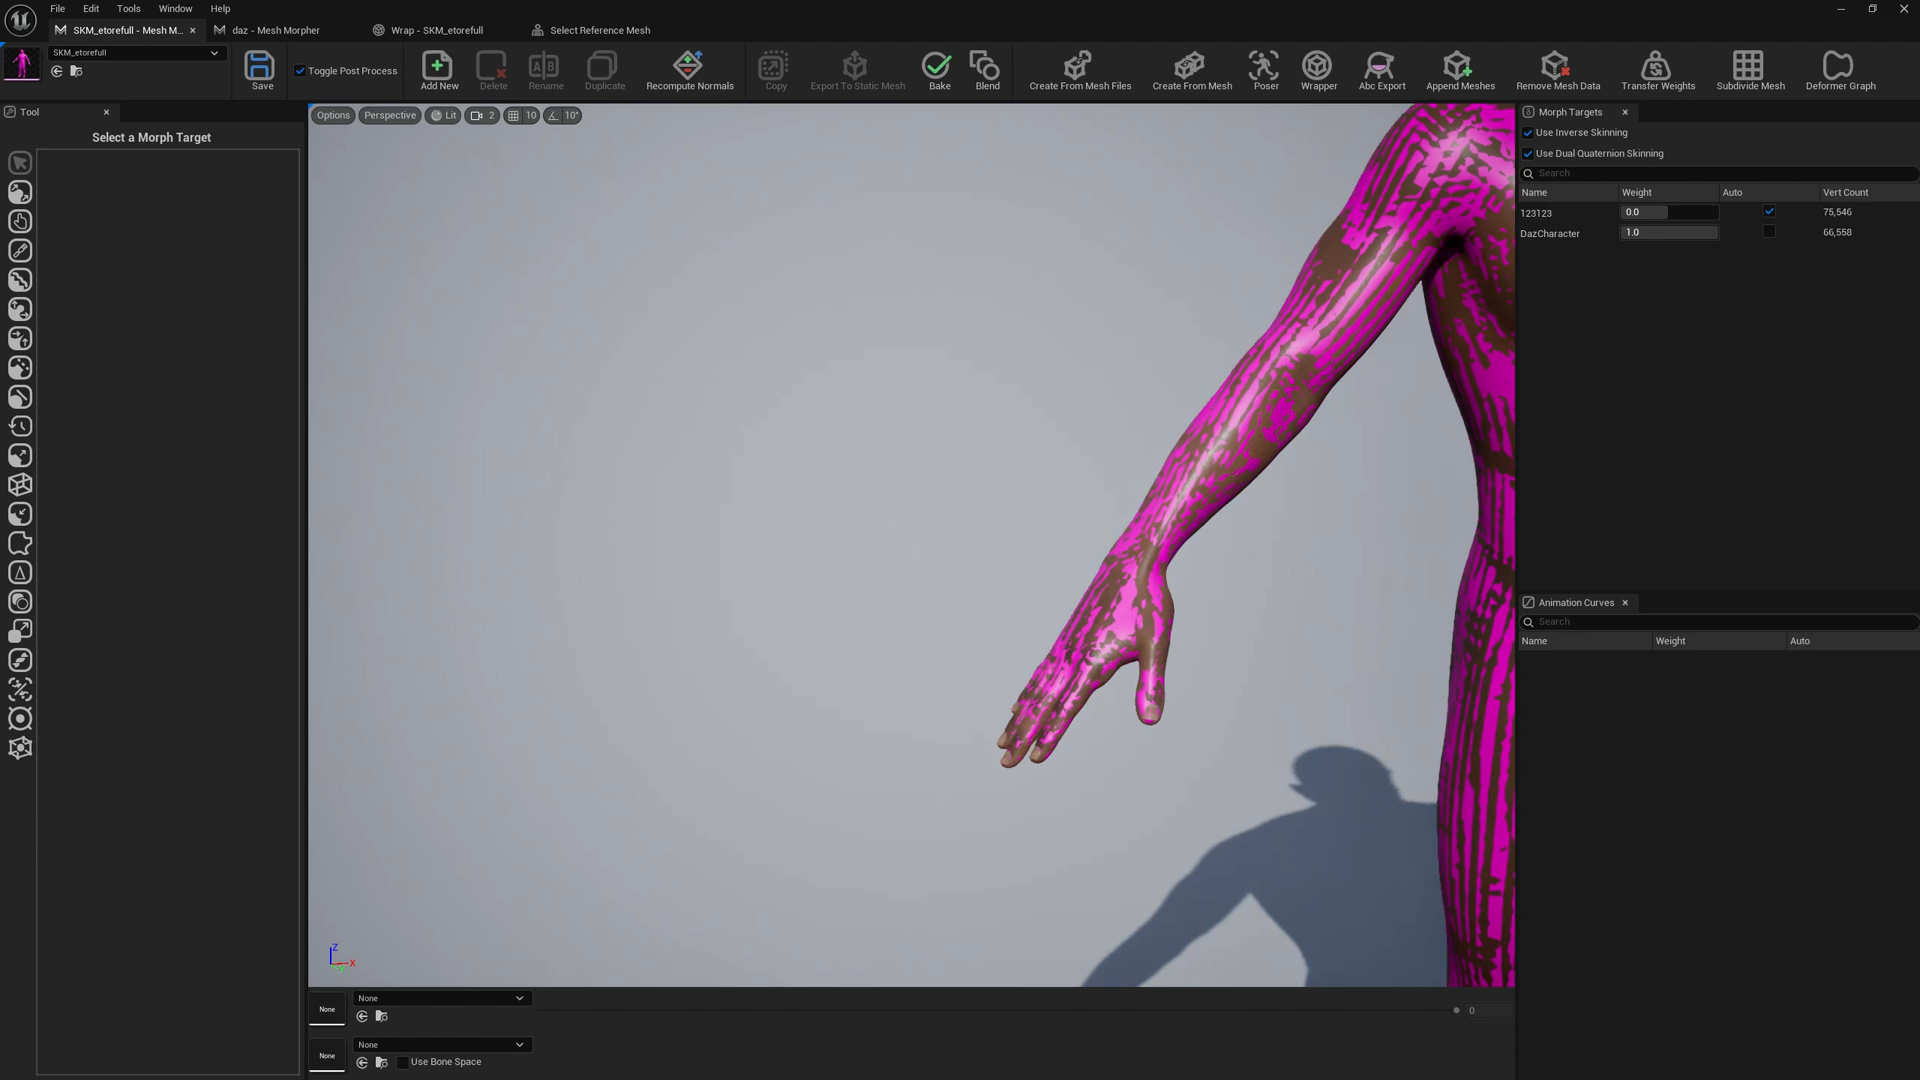 File Edit Tools Window Help
SKM_etorefull - Mesh M... daz - Mesh Morpher Wrap - SKM_etorefull Select Reference Mesh
SKM_etorefull
Toggle Post Process
Save Add New Delete Rename Duplicate Recompute Normals Copy Export To Static Mesh Bake Blend Create From Mesh Files Create From Mesh Poser Wrapper Abc Export Append Meshes Remove Mesh Data Transfer Weights Subdivide Mesh Deformer Graph
Tool
Select a Morph Target
Options Perspective Lit 2 10 10°
Morph Targets
Use Inverse Skinning
Use Dual Quaternion Skinning
Search
Name Weight Auto Vert Count
123123 0.0 75,546
DazCharacter 1.0 66,558
Animation Curves
Search
Name Weight Auto
Z
X
Y
None None
0
None None
Use Bone Space